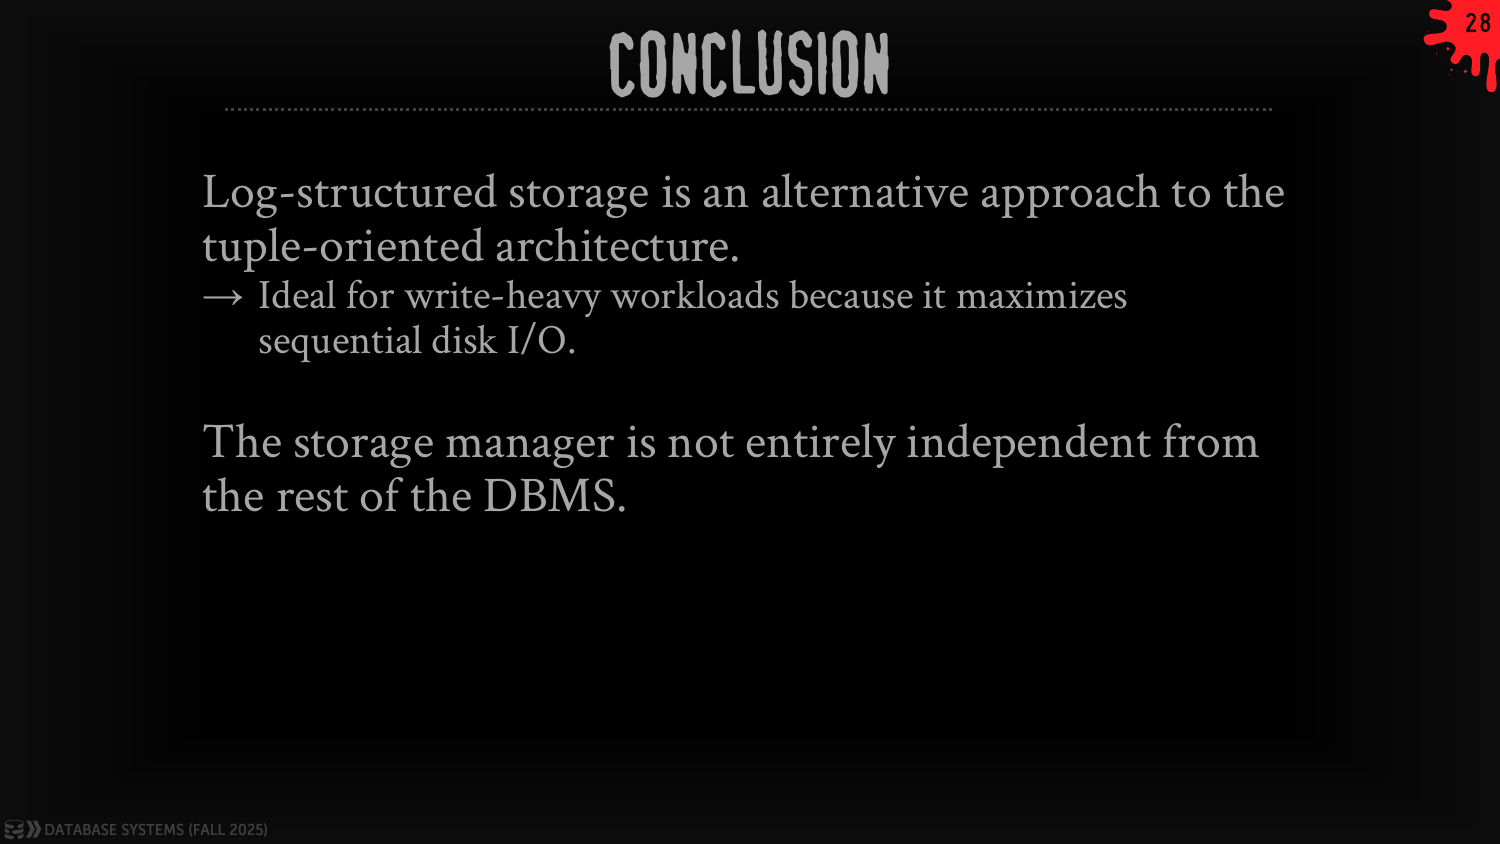 CONCLUSION
28
Log-structured storage is an alternative approach to the
tuple-oriented architecture.
→ Ideal for write-heavy workloads because it maximizes
sequential disk I/O.
The storage manager is not entirely independent from
the rest of the DBMS.
DATABASE SYSTEMS (FALL 2025)